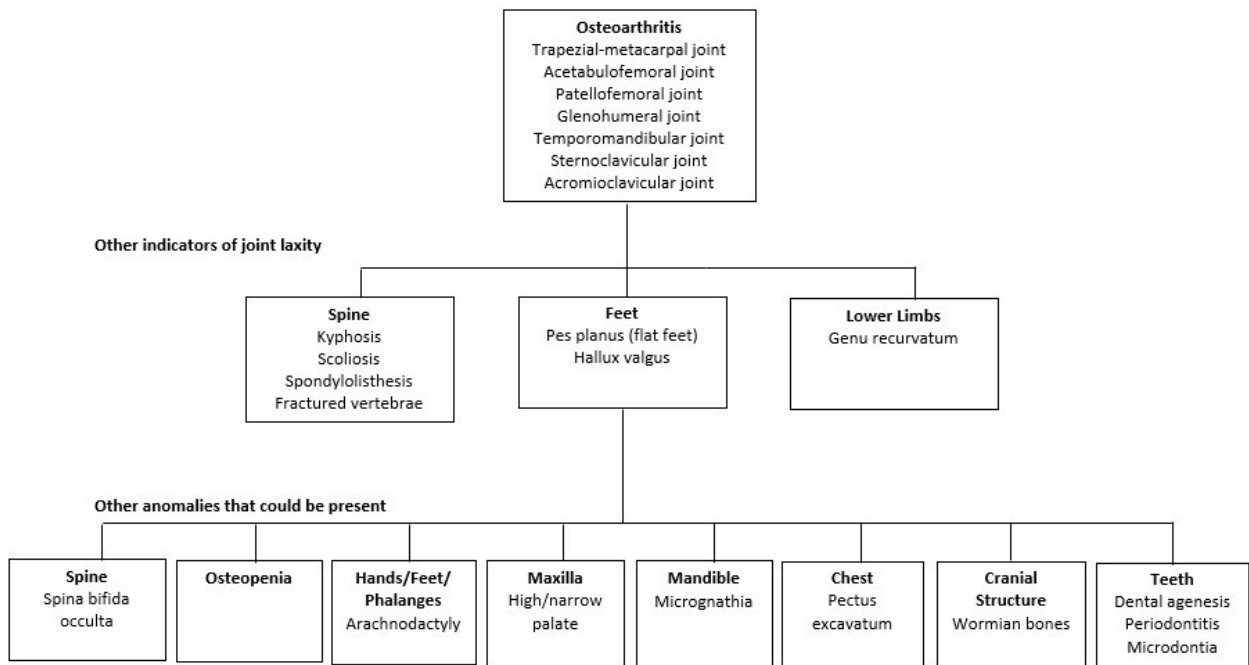 Osteoarthritis
Trapezial-metacarpal joint
Acetabulofemoral joint
Patellofemoral joint
Glenohumeral joint
Temporomandibular joint
Sternoclavicular joint
Acromioclavicular joint
Other indicators of joint laxity
Spine
Kyphosis
Scoliosis
Spondylolisthesis
Fractured vertebrae
Feet
Pes planus (flat feet)
Hallux valgus
Lower Limbs
Genu recurvatum
Other anomalies that could be present
Spine
Spina bifida
occulta
Osteopenia
Hands/Feet/
Phalanges
Arachnodactyly
Maxilla
High/narrow
palate
Mandible
Micrognathia
Chest
Pectus
excavatum
Cranial
Structure
Wormian bones
Teeth
Dental agenesis
Periodontitis
Microdontia